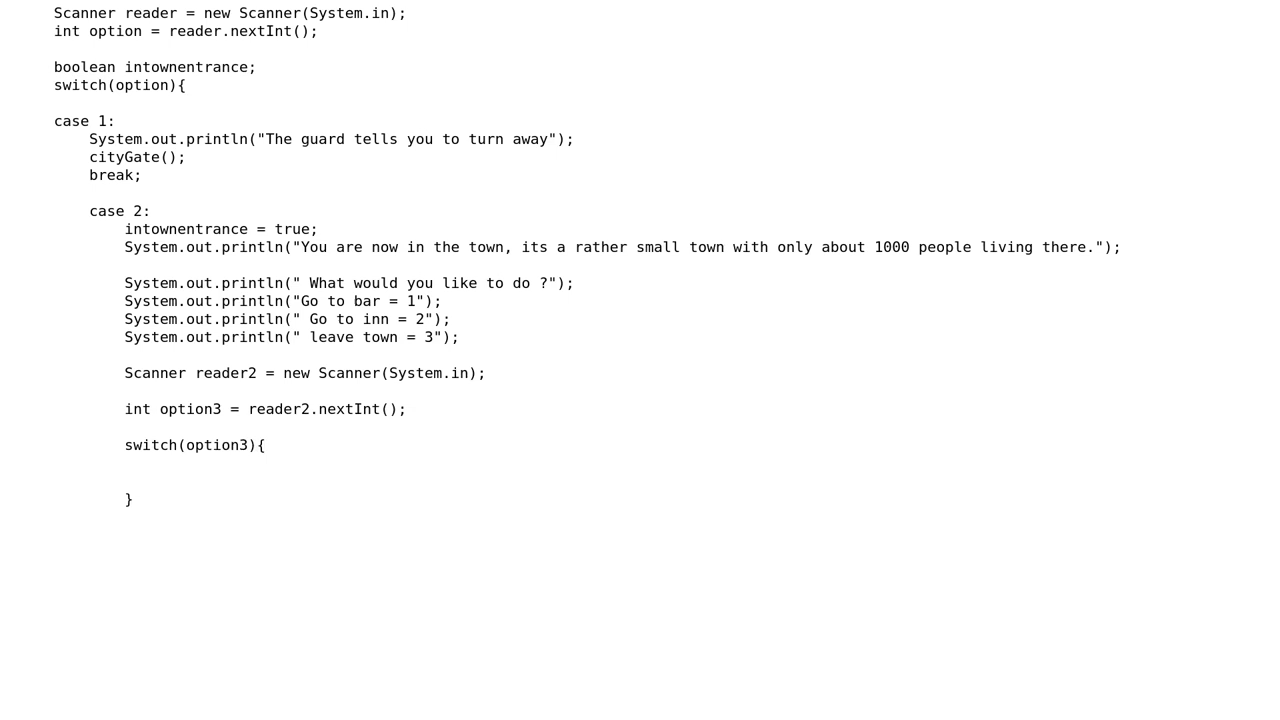 Scanner reader = new Scanner(System.in);
int option = reader.nextInt();
boolean intownentrance;
switch(option){
case 1:
System.out.println("The guard tells you to turn away");
cityGate();
break;
case 2:
intownentrance = true;
System.out.println("You are now in the town, its a rather small town with only about 1000 people living there.");
System.out.println(" What would you like to do ?");
System.out.println("Go to bar = 1");
System.out.println(" Go to inn = 2");
System.out.println(" leave town = 3");
Scanner reader2 = new Scanner(System.in);
int option3 = reader2.nextInt();
switch(option3){
}